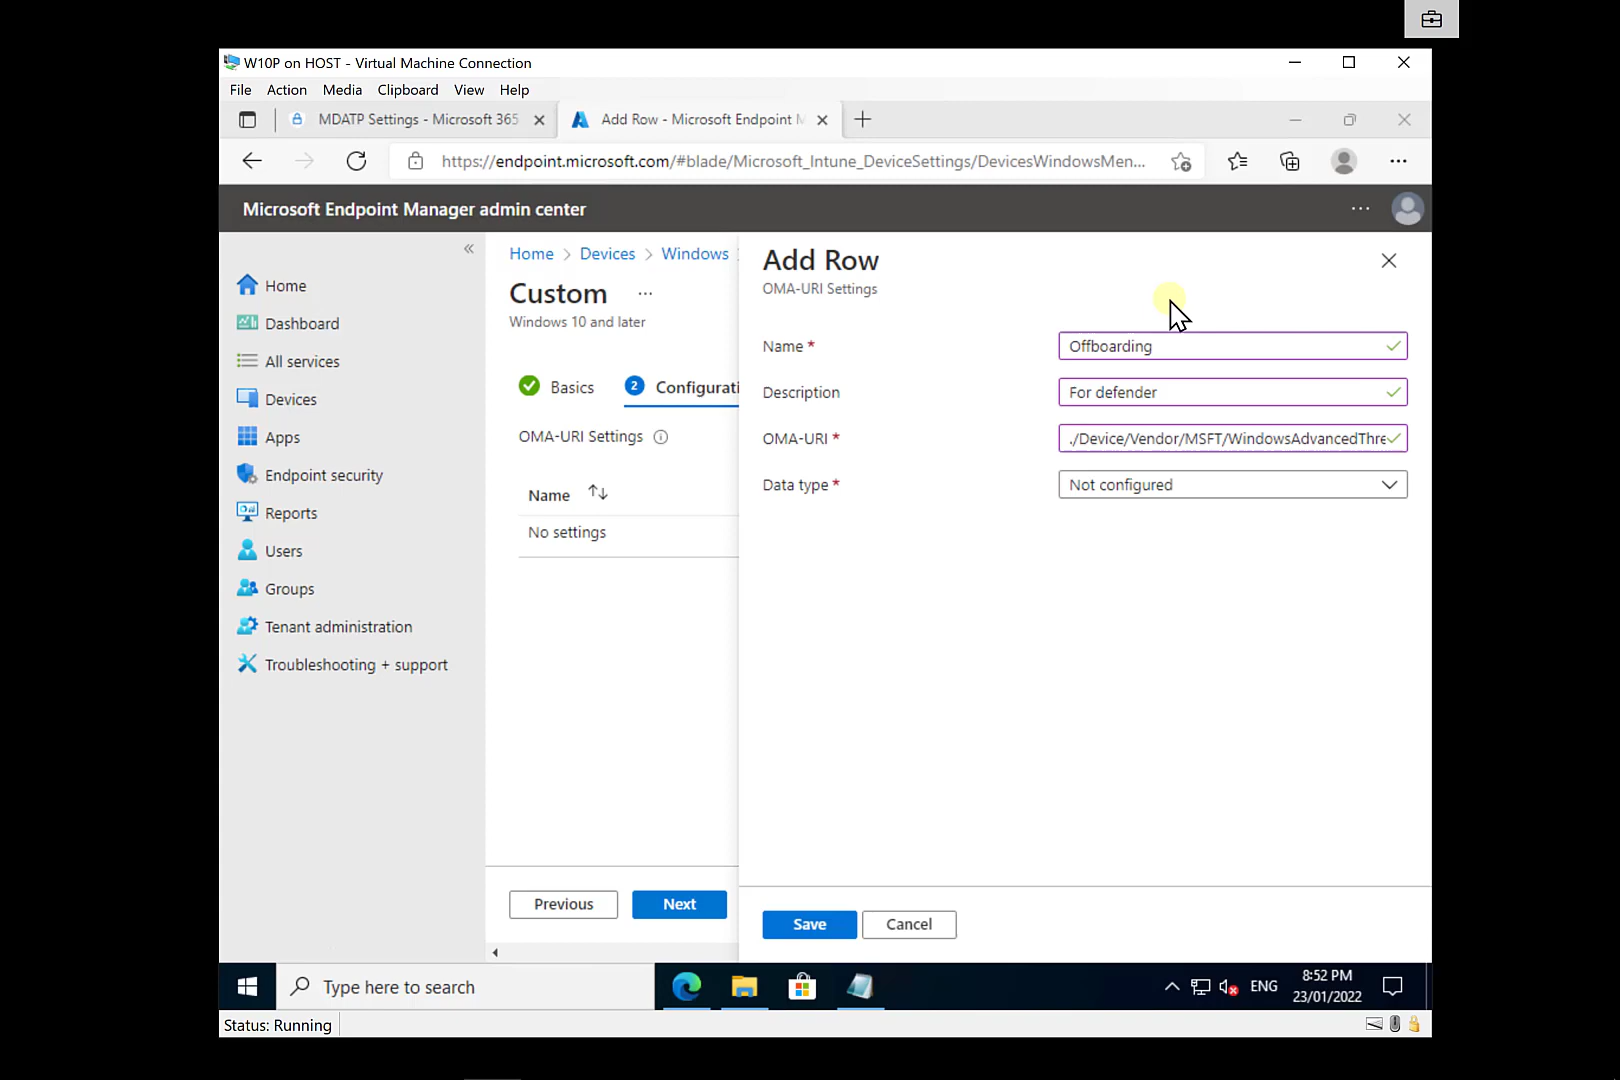 W10P on HOST - Virtual Machine Connection
File Action Media Clipboard View Help
MDATP Settings - Microsoft 365
Add Row - Microsoft Endpoint M
https://endpoint.microsoft.com/#blade/Microsoft_Intune_DeviceSettings/DevicesWindowsMen...
Microsoft Endpoint Manager admin center
Home
Dashboard
All services
Devices
Apps
Endpoint security
Reports
Users
Groups
Tenant administration
Troubleshooting + support
Home > Devices > Windows
Custom ...
Windows 10 and later
Basics
2 Configurati
OMA-URI Settings
Name
No settings
Previous
Next
Add Row
OMA-URI Settings
Name *
Offboarding
Description
For defender
OMA-URI *
./Device/Vendor/MSFT/WindowsAdvancedThre
Data type *
Not configured
Save
Cancel
Type here to search
ENG
8:52 PM
23/01/2022
Status: Running